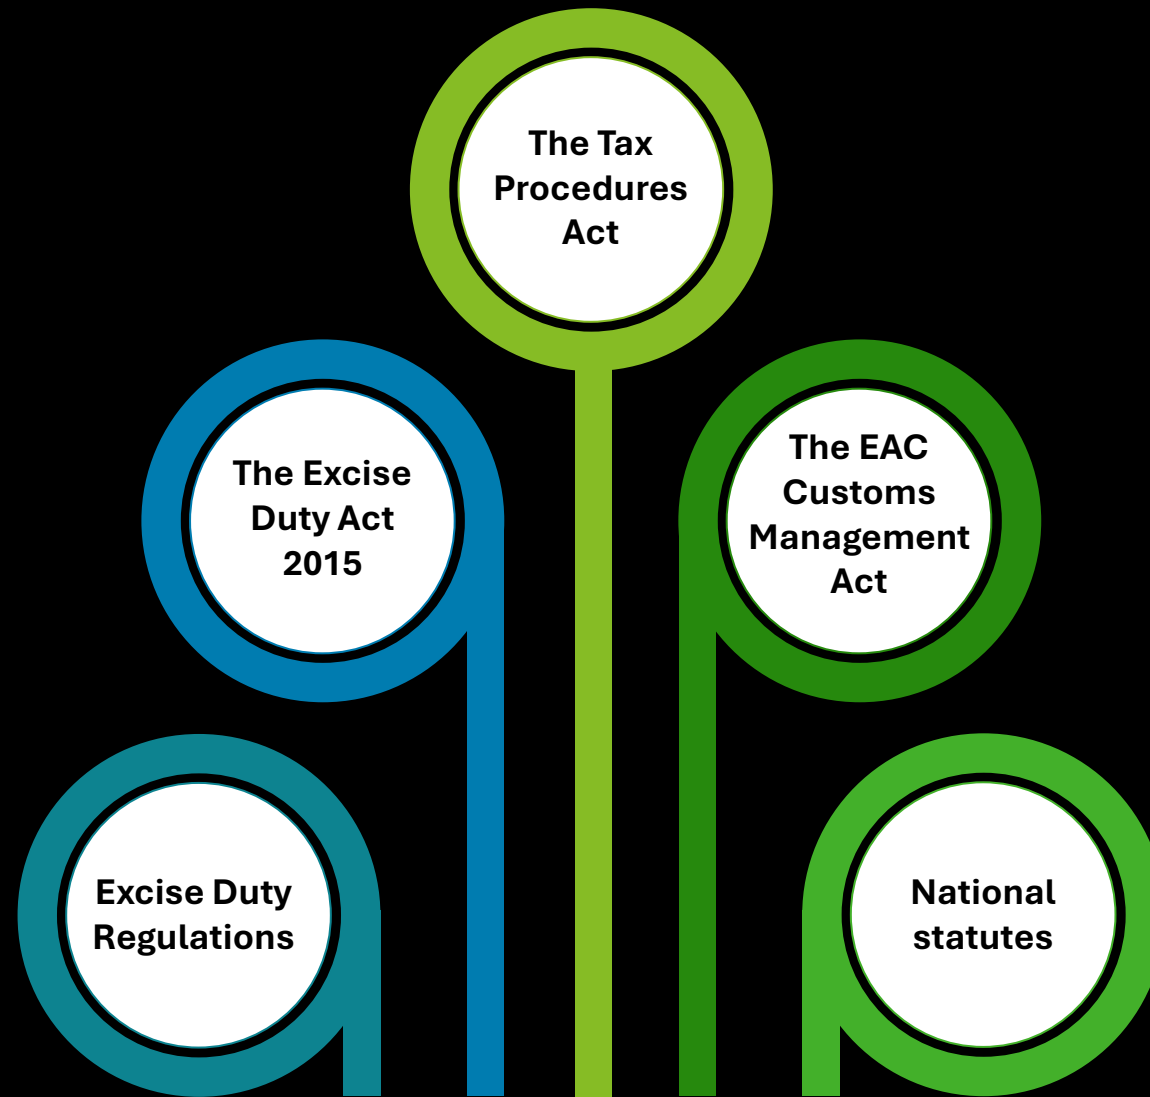 The Tax
Procedures
Act
The Excise
Duty Act
2015
The EAC
Customs
Management
Act
Excise Duty
Regulations
National
statutes